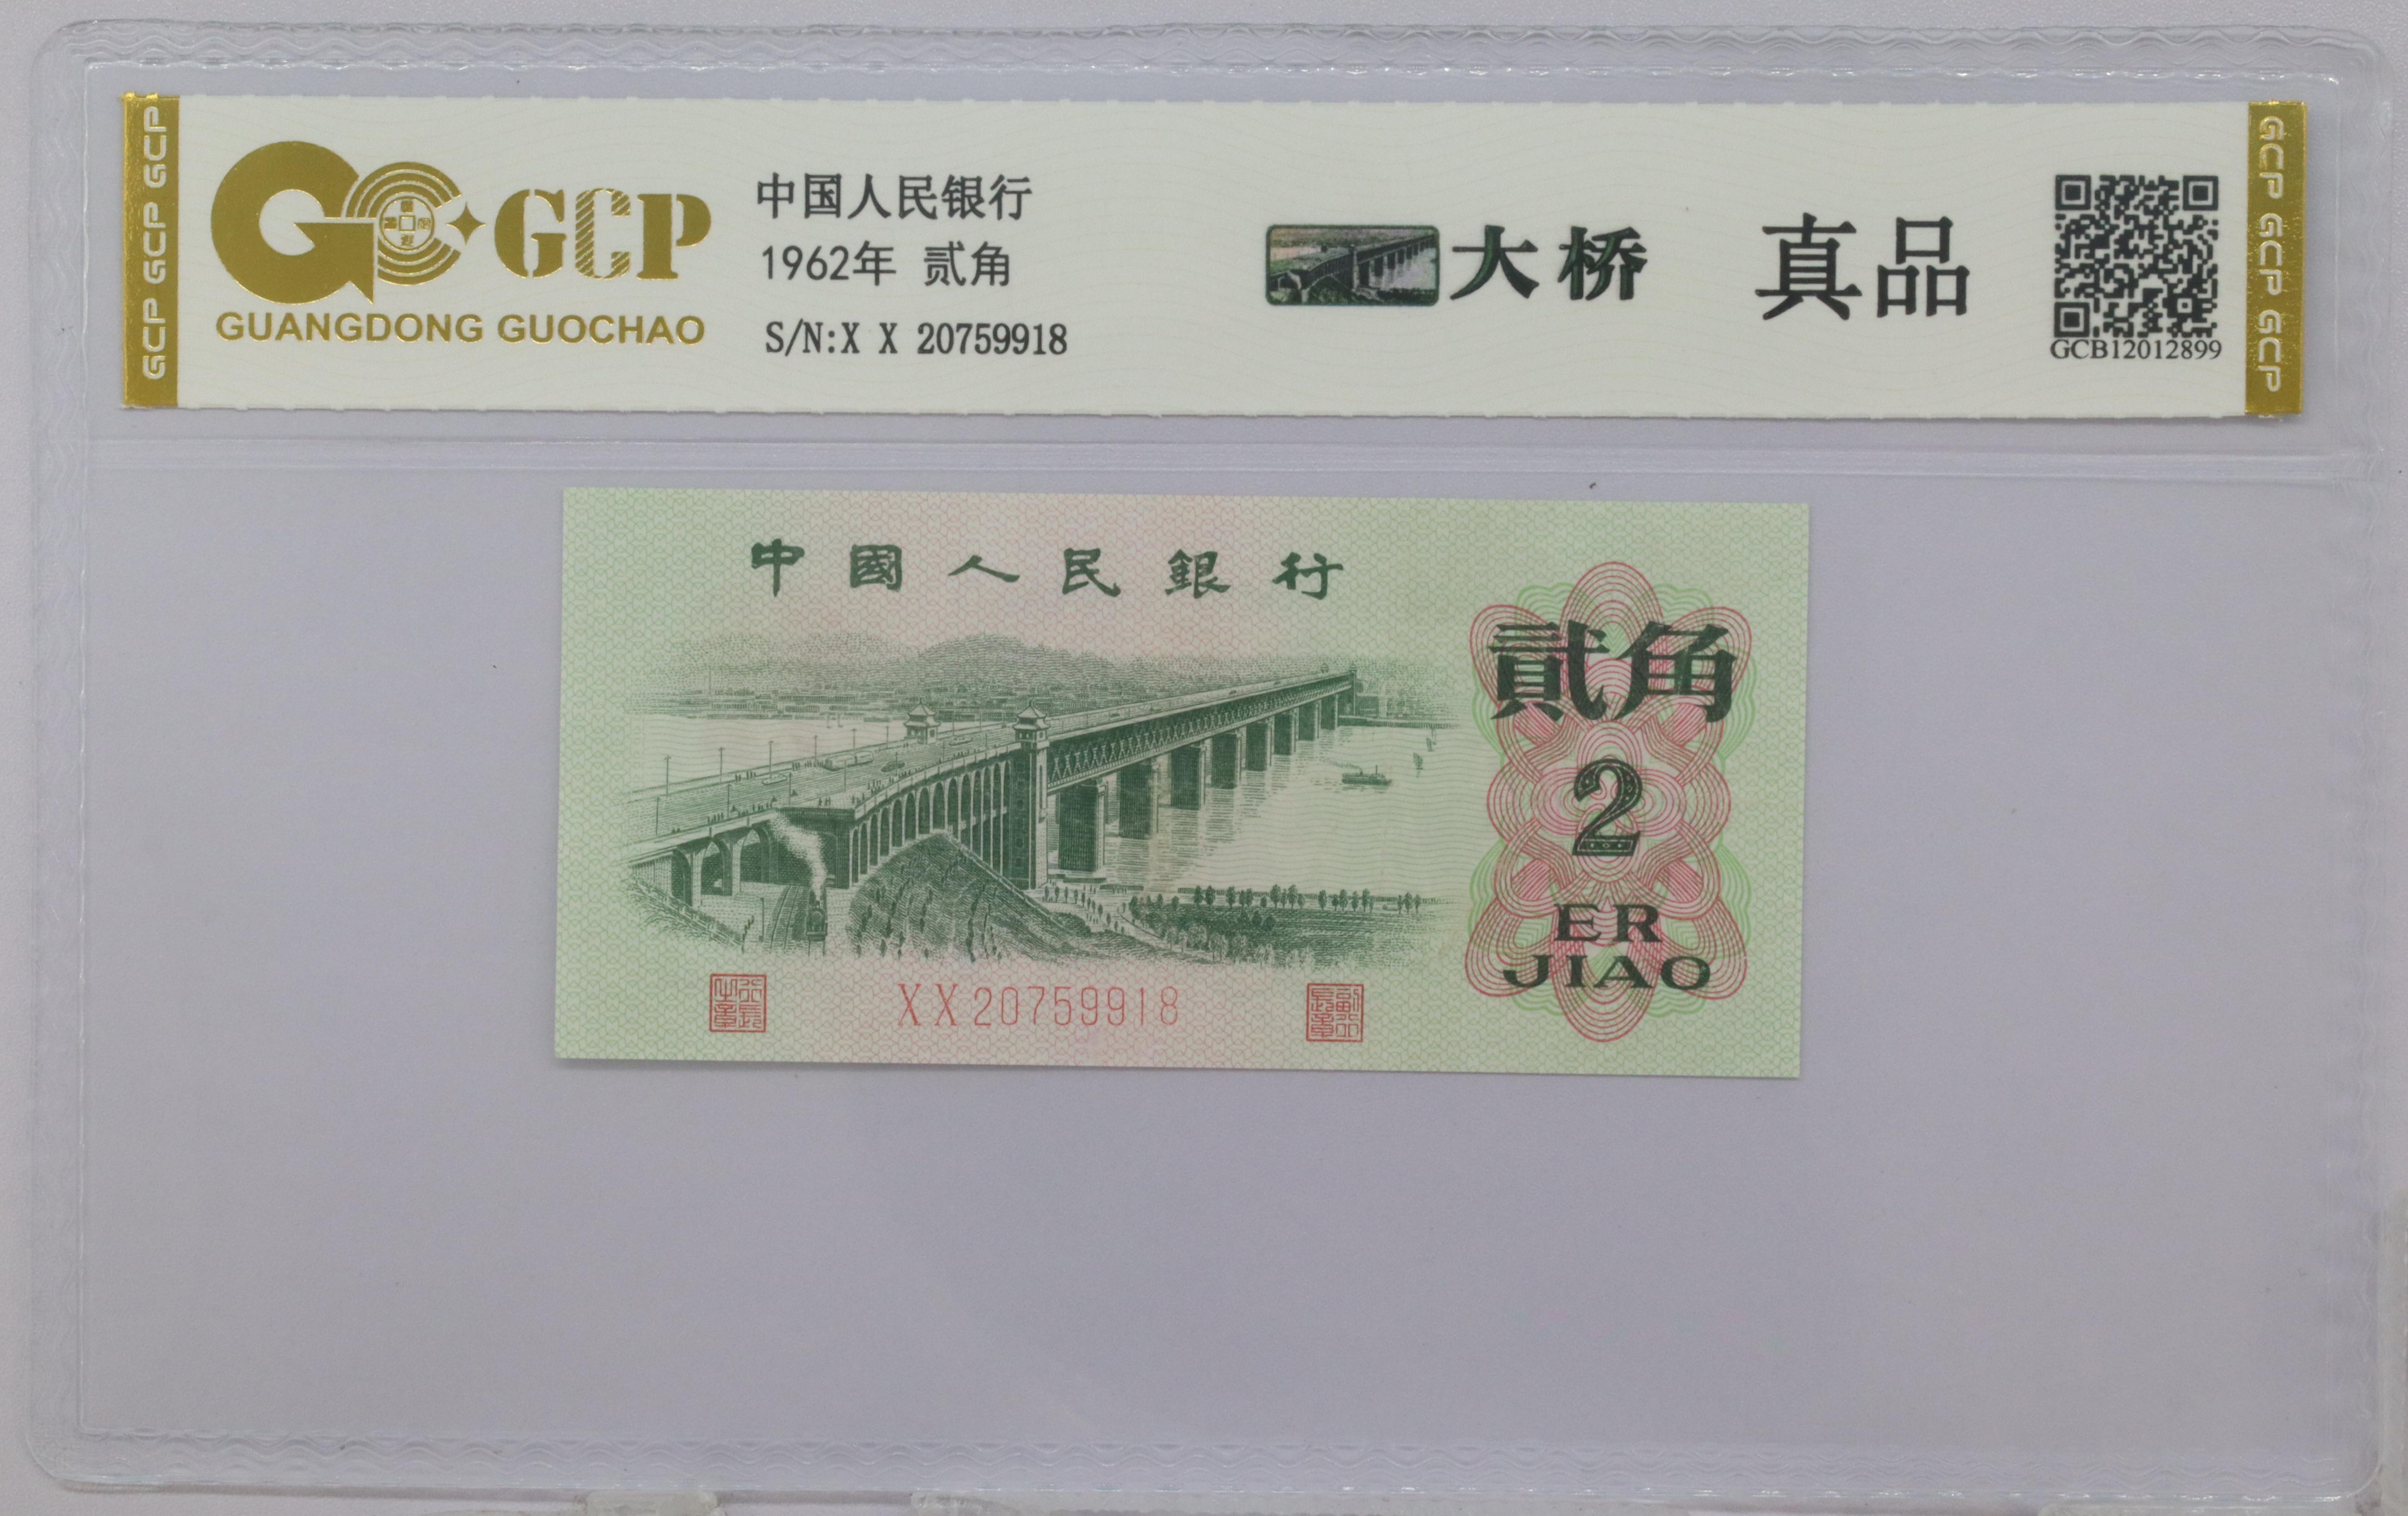 GCP GCP GCP
GCP
GUANGDONG GUOCHAO
中国人民银行
1962年 贰角
S/N:X X 20759918
大桥
真品
GCB12012899
GCP GCP GCP
中國人民銀行
貳角
2
ER
JIAO
XX20759918